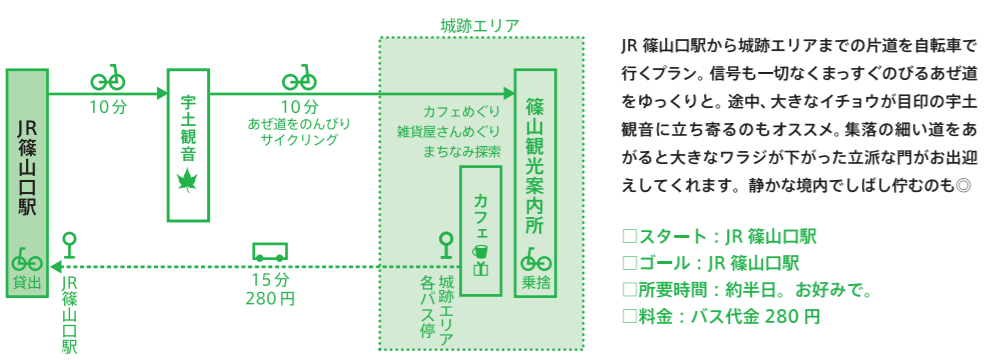 城跡エリア
JR篠山口駅
貸出
10分
宇土観音
10分
あぜ道をのんびり
サイクリング
カフェめぐり
雑貨屋さんめぐり
まちなみ探索
篠山観光案内所
乗捨
カフェ
15分
280円
JR篠山口駅
城跡エリア
各バス停
JR 篠山口駅から城跡エリアまでの片道を自転車で
行くプラン。信号も一切なくまっすぐのびるあぜ道
をゆっくりと。途中、大きなイチョウが目印の宇土
観音に立ち寄るのもオススメ。集落の細い道をあ
がると大きなワラジが下がった立派な門がお出迎
えしてくれます。静かな境内でしばし佇むのも◎
□スタート：JR 篠山口駅
□ゴール：JR 篠山口駅
□所要時間：約半日。お好みで。
□料金：バス代金 280 円